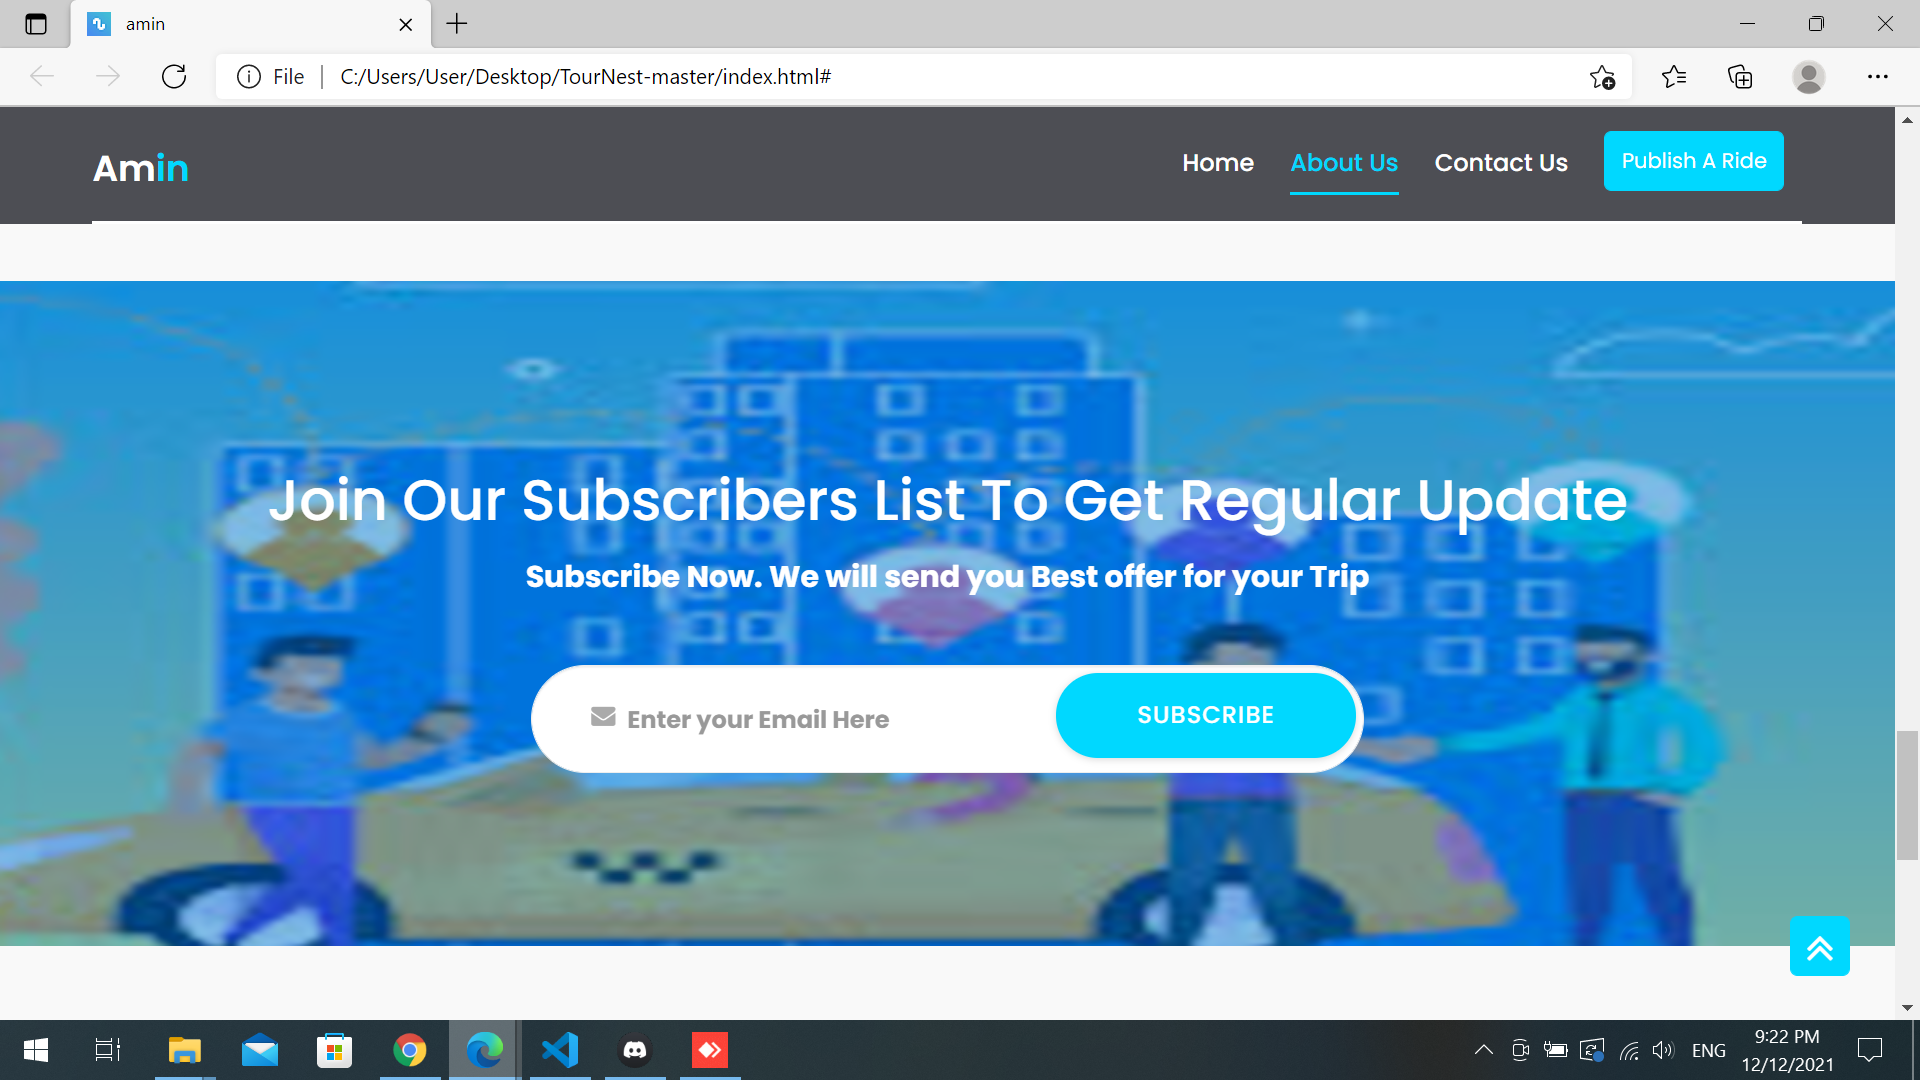 amin
File
C:/Users/User/Desktop/TourNest-master/index.html#
Amin
Home
About Us
Contact Us
Publish A Ride
Join Our Subscribers List To Get Regular Update
Subscribe Now. We will send you Best offer for your Trip
Enter your Email Here
SUBSCRIBE
ENG
9:22 PM
12/12/2021